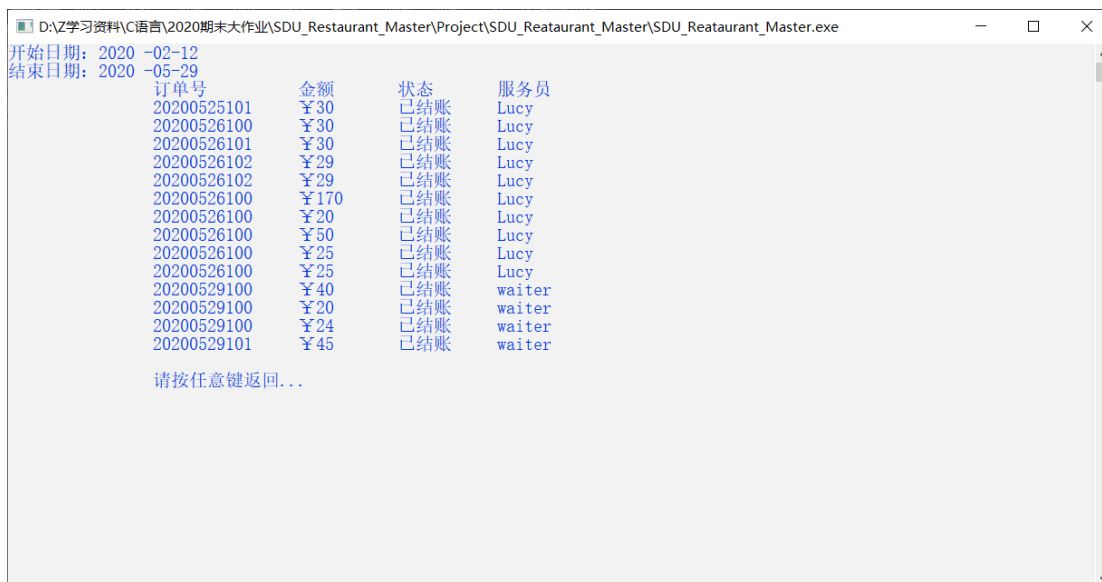 D:\Z学习资料\C语言\2020期末大作业\SDU_Restaurant_Master\Project\SDU_Reataurant_Master\SDU_Reataurant_Master.exe
开始日期：2020 -02-12
结束日期：2020 -05-29
订单号 金额 状态 服务员
20200525101 ￥30 已结账 Lucy
20200526100 ￥30 已结账 Lucy
20200526101 ￥30 已结账 Lucy
20200526102 ￥29 已结账 Lucy
20200526102 ￥29 已结账 Lucy
20200526100 ￥170 已结账 Lucy
20200526100 ￥20 已结账 Lucy
20200526100 ￥50 已结账 Lucy
20200526100 ￥25 已结账 Lucy
20200526100 ￥25 已结账 Lucy
20200529100 ￥40 已结账 waiter
20200529100 ￥20 已结账 waiter
20200529100 ￥24 已结账 waiter
20200529101 ￥45 已结账 waiter
请按任意键返回...